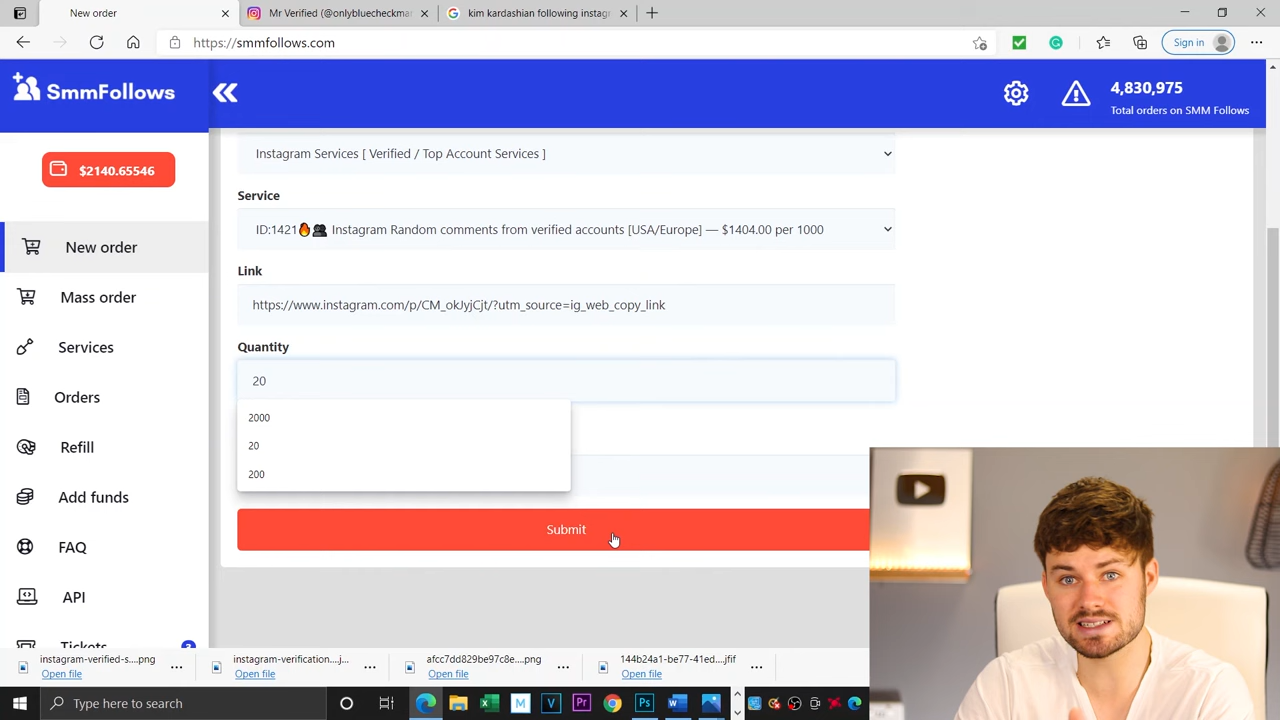 New order
Mr Verified (@onlybluecheckma
kim kardashian following instagr
https://smmfollows.com
Sign in
SmmFollows
4,830,975
Total orders on SMM Follows
$2140.65546
Instagram Services [ Verified / Top Account Services ]
Service
ID:1421🔥👥 Instagram Random comments from verified accounts [USA/Europe] — $1404.00 per 1000
Link
https://www.instagram.com/p/CM_okJyjCjt/?utm_source=ig_web_copy_link
Quantity
20
2000
20
200
Submit
New order
Mass order
Services
Orders
Refill
Add funds
FAQ
API
Tickets
instagram-verified-s....png
Open file
instagram-verification....j...
Open file
afcc7dd829be97c8e....png
Open file
144b24a1-be77-41ed....jfif
Open file
Type here to search